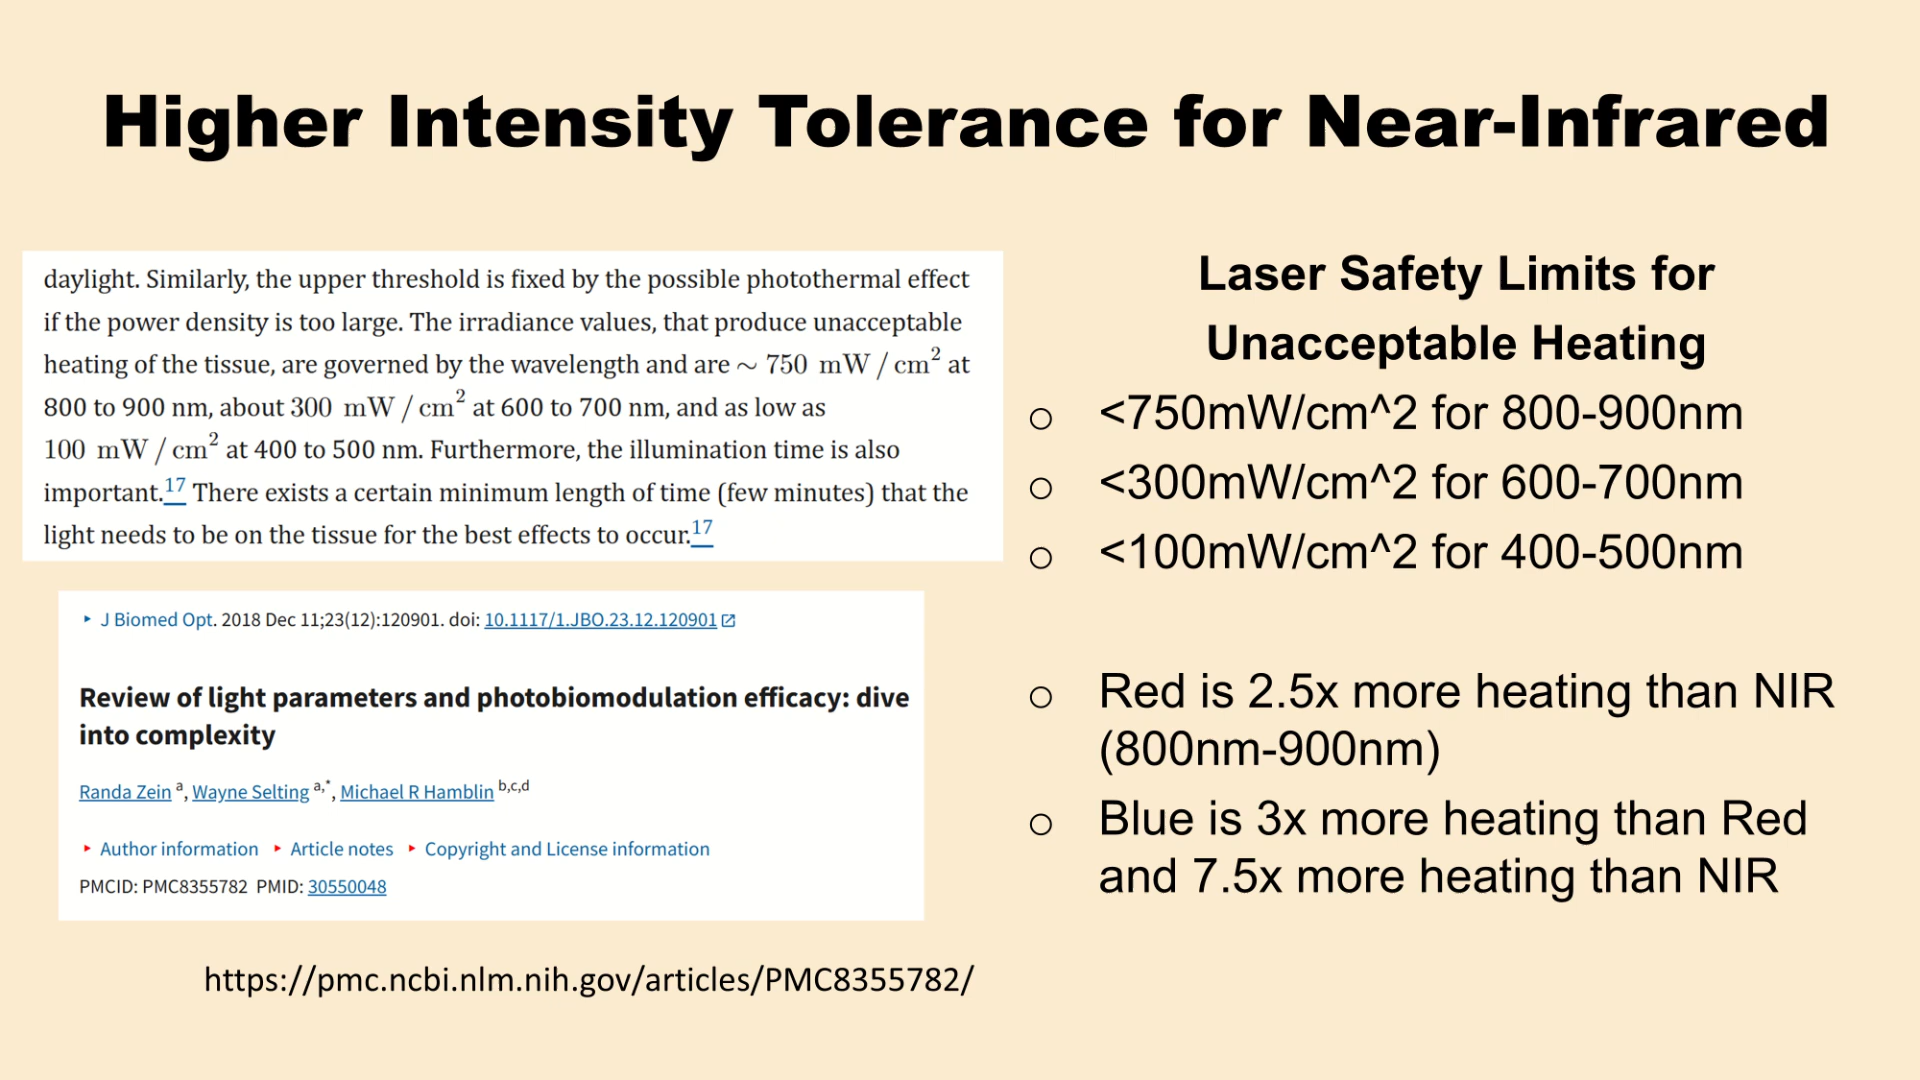 Higher Intensity Tolerance for Near-Infrared
daylight. Similarly, the upper threshold is fixed by the possible photothermal effect
if the power density is too large. The irradiance values, that produce unacceptable
heating of the tissue, are governed by the wavelength and are ∼ 750 mW / cm² at
800 to 900 nm, about 300 mW / cm² at 600 to 700 nm, and as low as
100 mW / cm² at 400 to 500 nm. Furthermore, the illumination time is also
important.17 There exists a certain minimum length of time (few minutes) that the
light needs to be on the tissue for the best effects to occur.17
J Biomed Opt. 2018 Dec 11;23(12):120901. doi: 10.1117/1.JBO.23.12.120901
Review of light parameters and photobiomodulation efficacy: dive
into complexity
Randa Zein a, Wayne Selting a,*, Michael R Hamblin b,c,d
Author information Article notes Copyright and License information
PMCID: PMC8355782 PMID: 30550048
https://pmc.ncbi.nlm.nih.gov/articles/PMC8355782/
Laser Safety Limits for
Unacceptable Heating
<750mW/cm^2 for 800-900nm
<300mW/cm^2 for 600-700nm
<100mW/cm^2 for 400-500nm
Red is 2.5x more heating than NIR
(800nm-900nm)
Blue is 3x more heating than Red
and 7.5x more heating than NIR